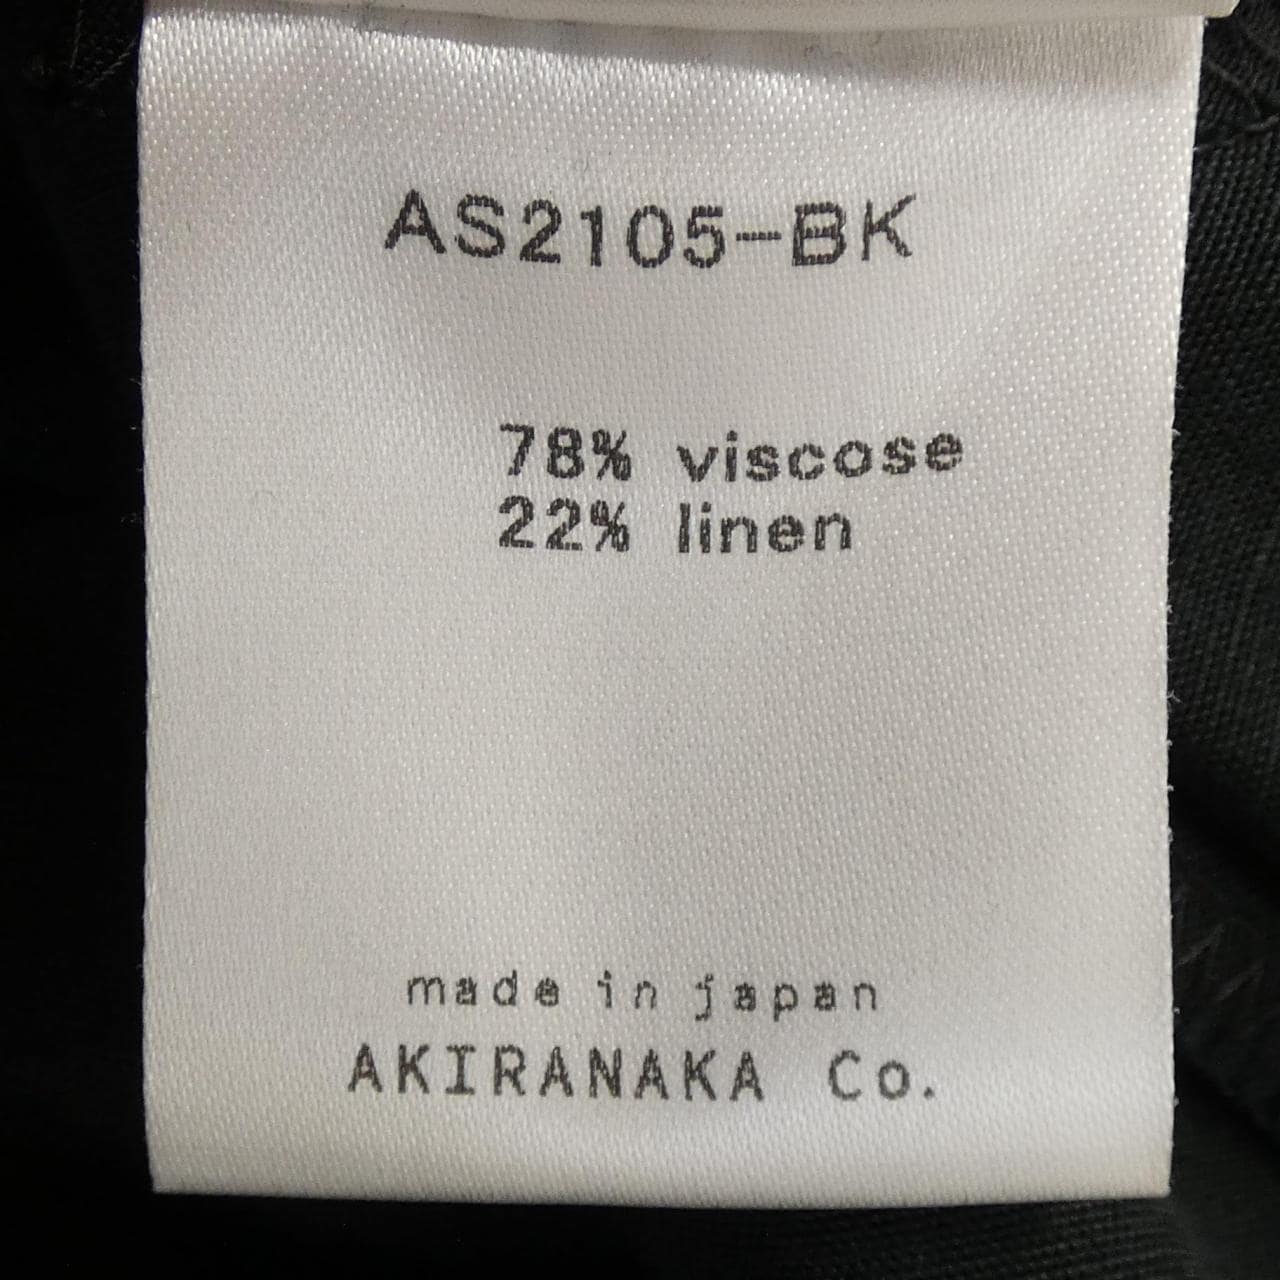 AS2105-BK
78% viscose
22% linen
made in japan
AKIRANAKA Co.